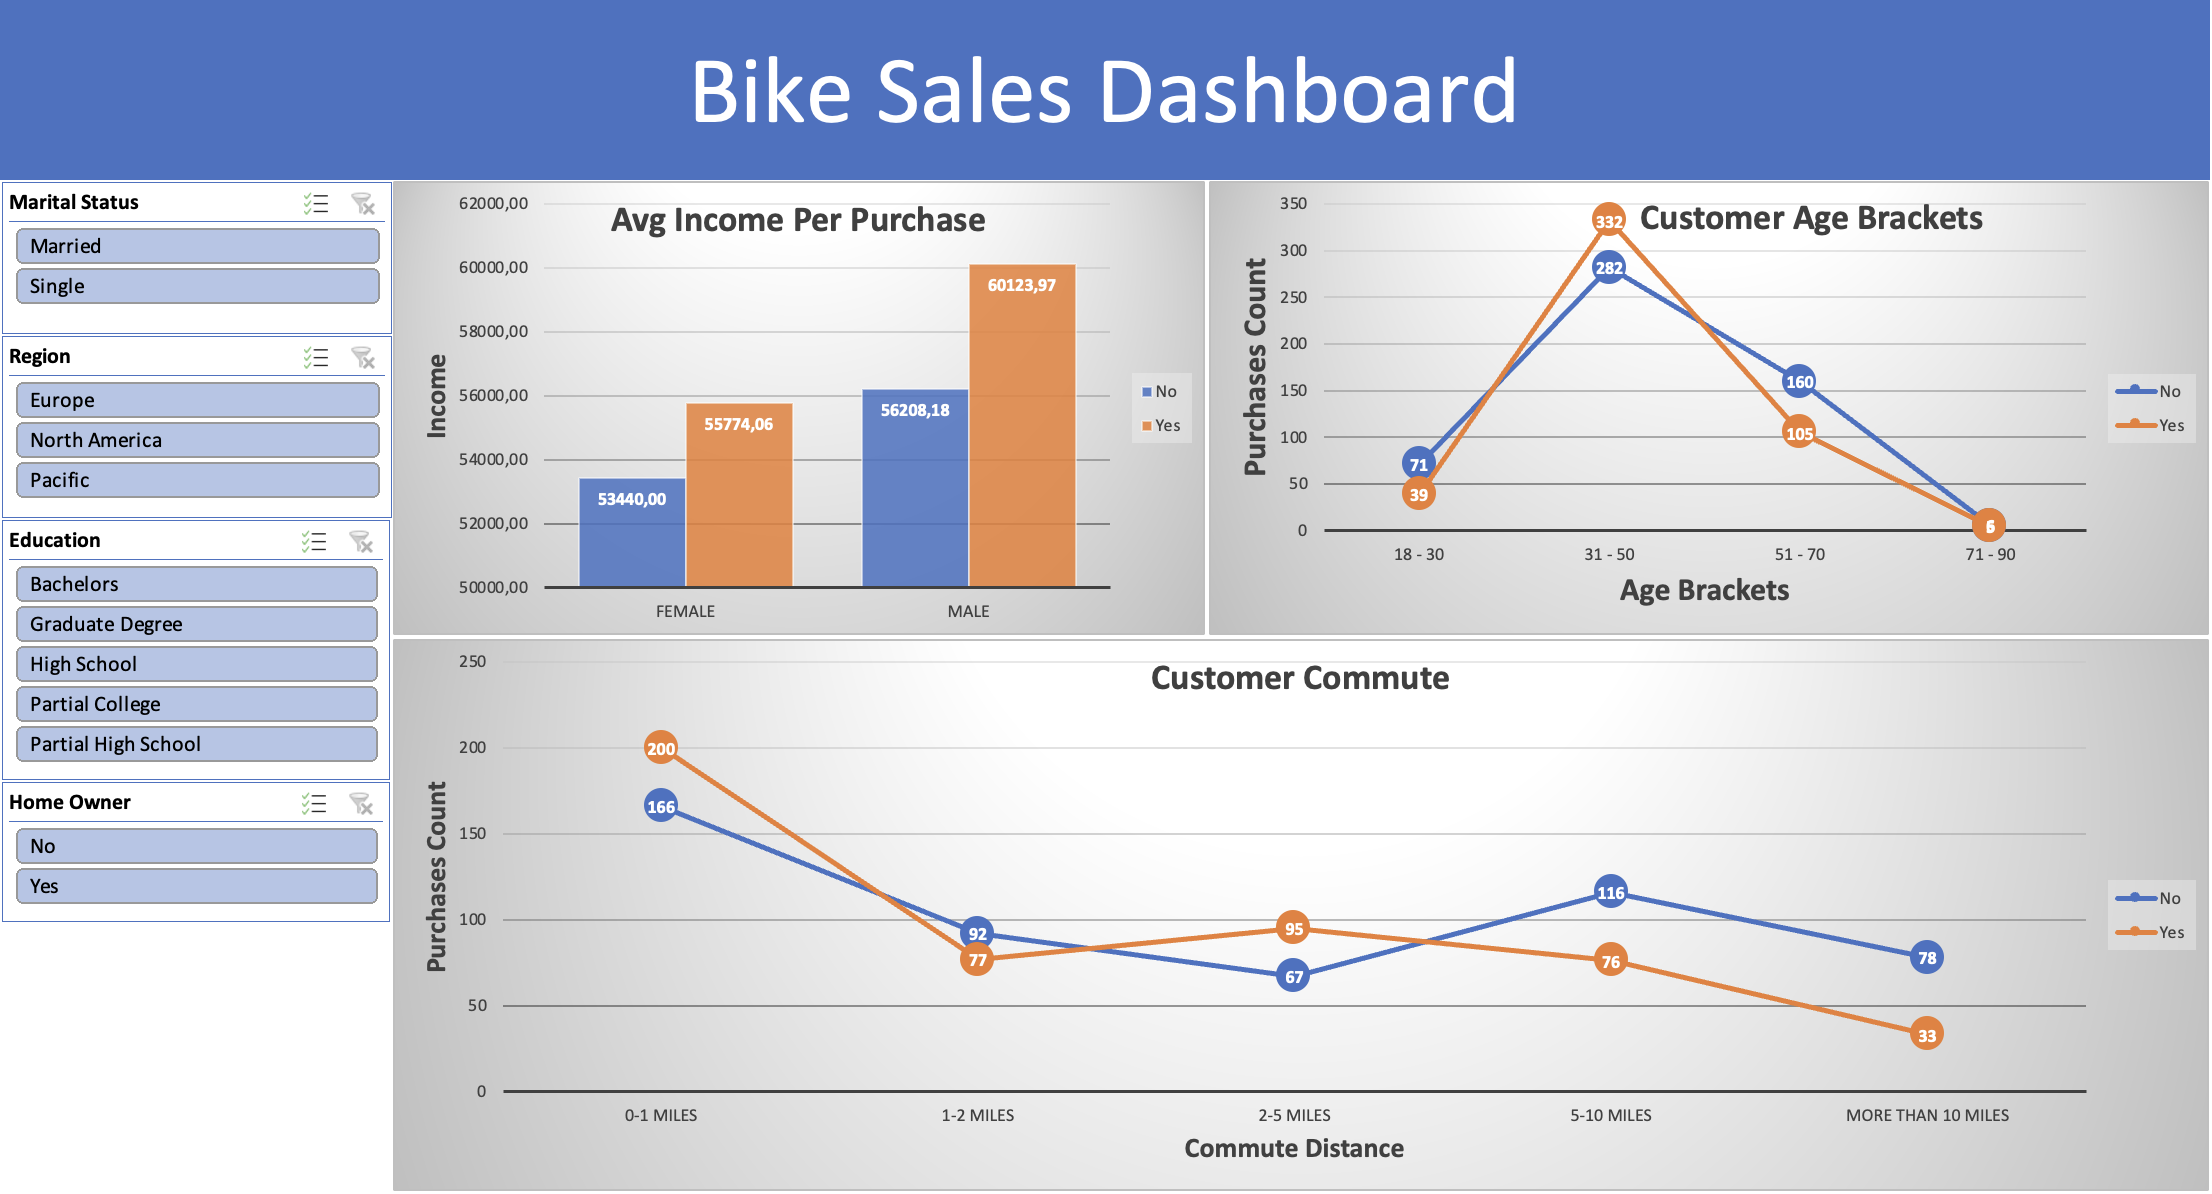 Bike Sales Dashboard
Marital Status
Married
Single
Region
Europe
North America
Pacific
Education
Bachelors
Graduate Degree
High School
Partial College
Partial High School
Home Owner
No
Yes
Avg Income Per Purchase
Income
62000,00
60000,00
58000,00
56000,00
54000,00
52000,00
50000,00
53440,00
55774,06
56208,18
60123,97
FEMALE
MALE
No
Yes
Customer Age Brackets
Purchases Count
350
300
250
200
150
100
50
0
71
39
332
282
160
105
18 - 30
31 - 50
51 - 70
71 - 90
Age Brackets
No
Yes
Customer Commute
Purchases Count
250
200
150
100
50
0
200
166
92
77
95
67
116
76
78
33
0-1 MILES
1-2 MILES
2-5 MILES
5-10 MILES
MORE THAN 10 MILES
Commute Distance
No
Yes